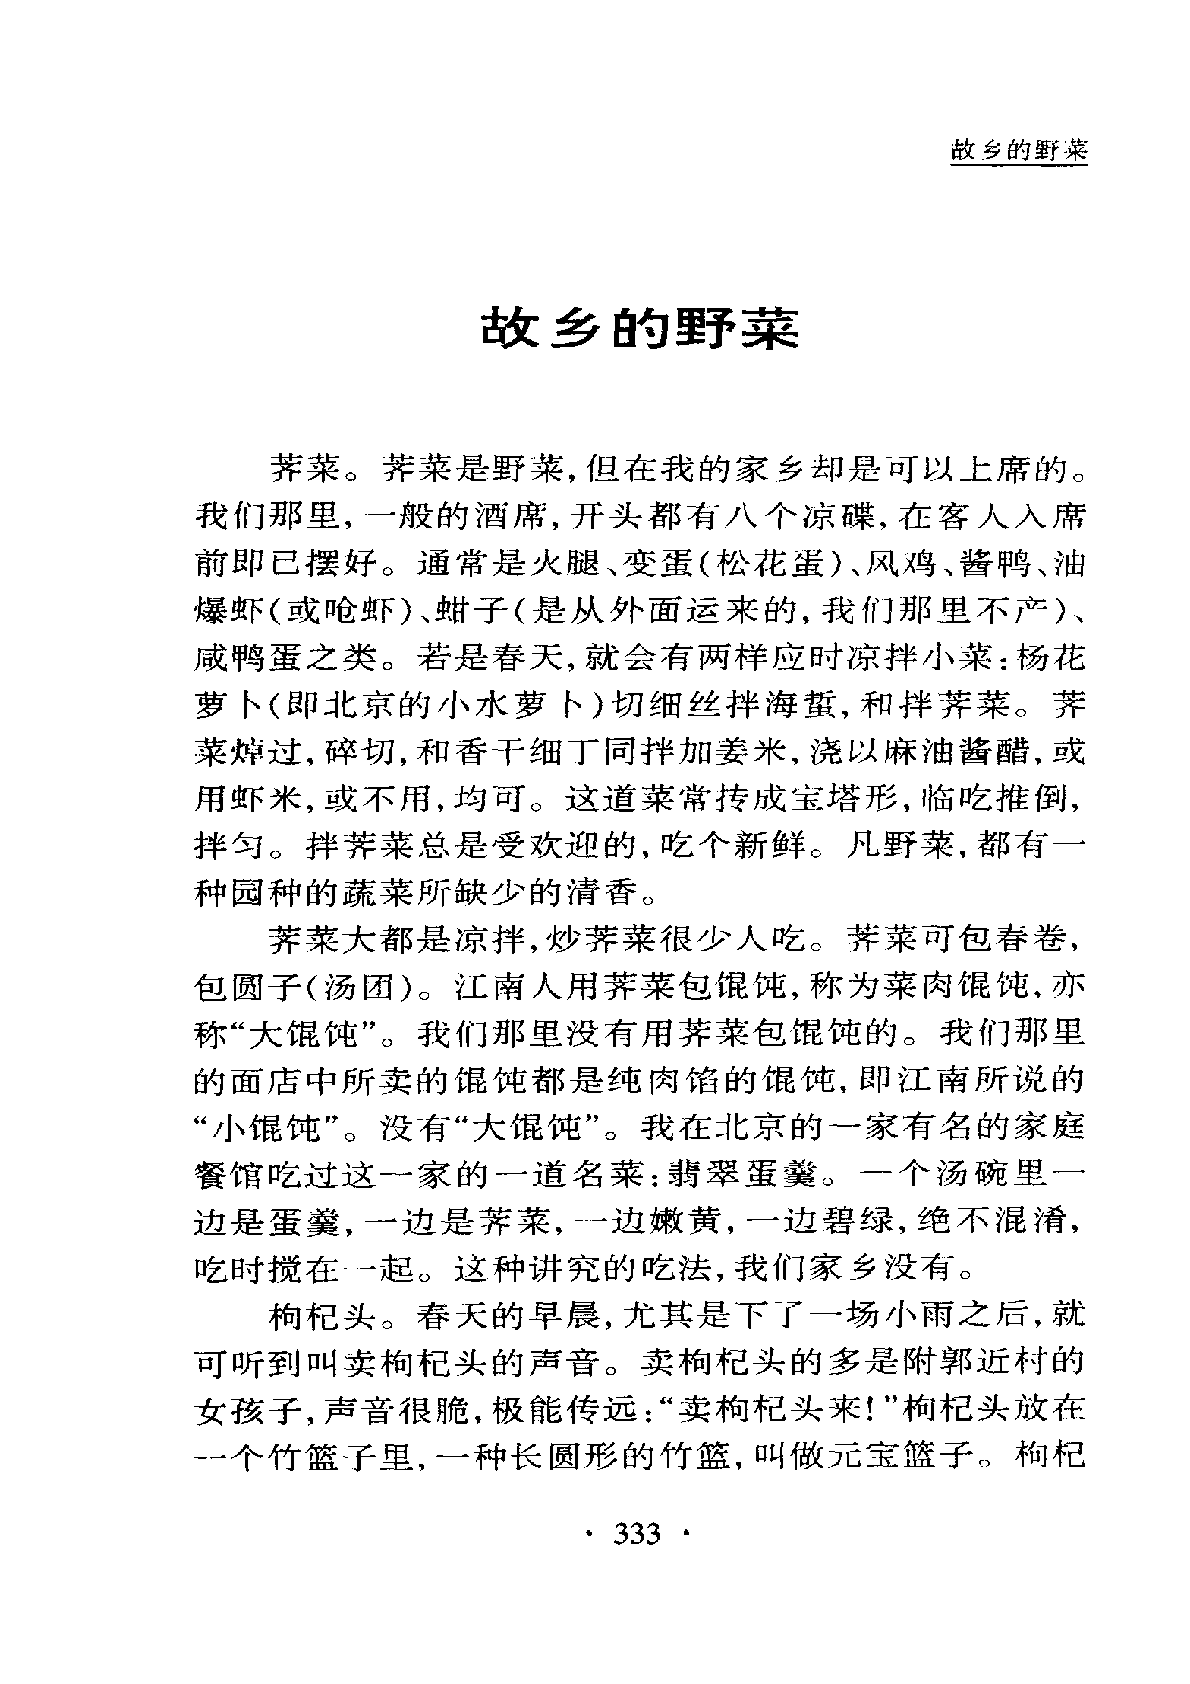 故乡的野菜
故乡的野菜
荠菜。荠菜是野菜,但在我的家乡却是可以上席的。
我们那里,一般的酒席,开头都有八个凉碟,在客人入席
前即已摆好。通常是火腿、变蛋(松花蛋)、风鸡、酱鸭、油
爆虾(或呛虾)、蚶子(是从外面运来的,我们那里不产)、
咸鸭蛋之类。若是春天,就会有两样应时凉拌小菜:杨花
萝卜(即北京的小水萝卜)切细丝拌海蜇,和拌荠菜。荠
菜焯过,碎切,和香干细丁同拌加姜米,浇以麻油酱醋,或
用虾米,或不用,均可。这道菜常抟成宝塔形,临吃推倒,
拌匀。拌荠菜总是受欢迎的,吃个新鲜。凡野菜,都有一
种园种的蔬菜所缺少的清香。
荠菜大都是凉拌,炒荠菜很少人吃。荠菜可包春卷,
包圆子(汤团)。江南人用荠菜包馄饨,称为菜肉馄饨,亦
称“大馄饨”。我们那里没有用荠菜包馄饨的。我们那里
的面店中所卖的馄饨都是纯肉馅的馄饨,即江南所说的
“小馄饨”。没有“大馄饨”。我在北京的一家有名的家庭
餐馆吃过这一家的一道名菜:翡翠蛋羹。一个汤碗里一
边是蛋羹,一边是荠菜,一边嫩黄,一边碧绿,绝不混淆,
吃时搅在一起。这种讲究的吃法,我们家乡没有。
枸杞头。春天的早晨,尤其是下了一场小雨之后,就
可听到叫卖枸杞头的声音。卖枸杞头的多是附郭近村的
女孩子,声音很脆,极能传远:“卖枸杞头来!”枸杞头放在
一个竹篮子里,一种长圆形的竹篮,叫做元宝篮子。枸杞
· 333 ·